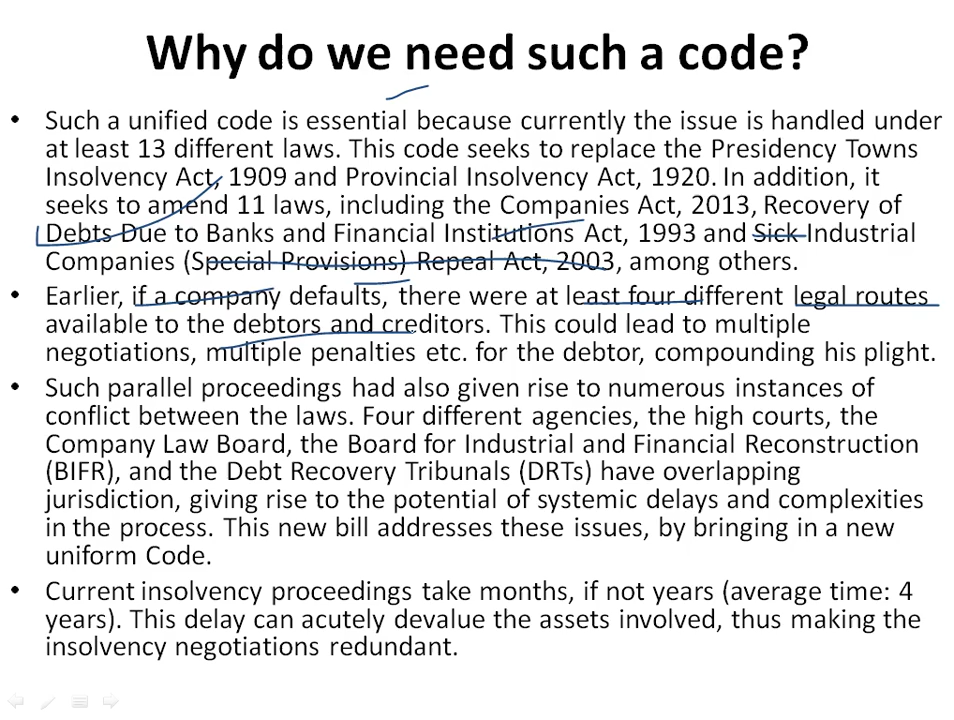 Why do we need such a code?
• Such a unified code is essential because currently the issue is handled under
at least 13 different laws. This code seeks to replace the Presidency Towns
Insolvency Act, 1909 and Provincial Insolvency Act, 1920. In addition, it
seeks to amend 11 laws, including the Companies Act, 2013, Recovery of
Debts Due to Banks and Financial Institutions Act, 1993 and Sick Industrial
Companies (Special Provisions) Repeal Act, 2003, among others.
• Earlier, if a company defaults, there were at least four different legal routes
available to the debtors and creditors. This could lead to multiple
negotiations, multiple penalties etc. for the debtor, compounding his plight.
• Such parallel proceedings had also given rise to numerous instances of
conflict between the laws. Four different agencies, the high courts, the
Company Law Board, the Board for Industrial and Financial Reconstruction
(BIFR), and the Debt Recovery Tribunals (DRTs) have overlapping
jurisdiction, giving rise to the potential of systemic delays and complexities
in the process. This new bill addresses these issues, by bringing in a new
uniform Code.
• Current insolvency proceedings take months, if not years (average time: 4
years). This delay can acutely devalue the assets involved, thus making the
insolvency negotiations redundant.